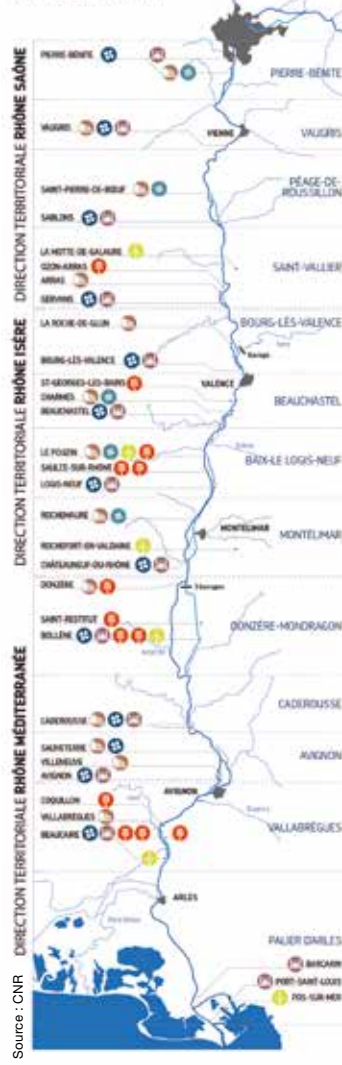 DIRECTION TERRITORIALE RHÔNE SAÔNE
PIERRE-BÉNITE
PIERRE-BÉNITE
VAUGRIS
VIENNE
VAUGRIS
PÉAGE-DE-
ROUSSILLON
SAINT-PIERRE-DE-BŒUF
SABLONS
LA MOTTE-DE-GALAURE
OZON-ARRAS
ARRAS
GERVANS
SAINT-VALLIER
DIRECTION TERRITORIALE RHÔNE ISÈRE
LA ROCHE-DE-GLUN
BOURG-LÈS-VALENCE
BOURG-LÈS-VALENCE
VALENCE
ST-GEORGES-LES-BAINS
CHARMES
BEAUCHASTEL
BEAUCHASTEL
LE POUZIN
SAULCE-SUR-RHÔNE
LOGIS-NEUF
BAIX-LE LOGIS-NEUF
ROCHEMAURE
MONTÉLIMAR
MONTÉLIMAR
ROCHEFORT-EN-VALDAINE
CHÂTEAUNEUF-DU-RHÔNE
DIRECTION TERRITORIALE RHÔNE MÉDITERRANÉE
DONZÈRE
SAINT-RESTITUT
BOLLÈNE
DONZÈRE-MONDRAGON
CADEROUSSE
CADEROUSSE
SAUVETERRE
VILLENEUVE
AVIGNON
AVIGNON
AVIGNON
COQUILLON
VALLABRÈGUES
BEAUCAIRE
VALLABRÈGUES
ARLES
PALIER D'ARLES
BARCARIN
PORT-SAINT-LOUIS
FOS-SUR-MER
Source : CNR